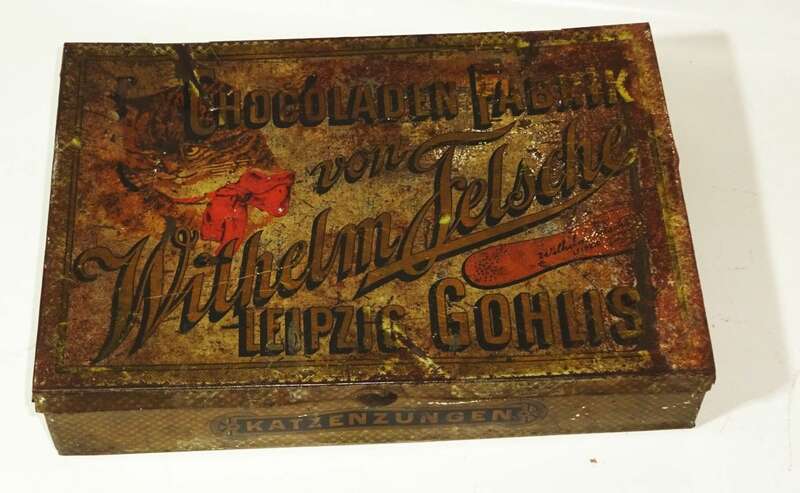 CHOCOLADEN FABRIK
von
Wilhelm Felsche
LEIPZIG GOHLIS
KATZENZUNGEN